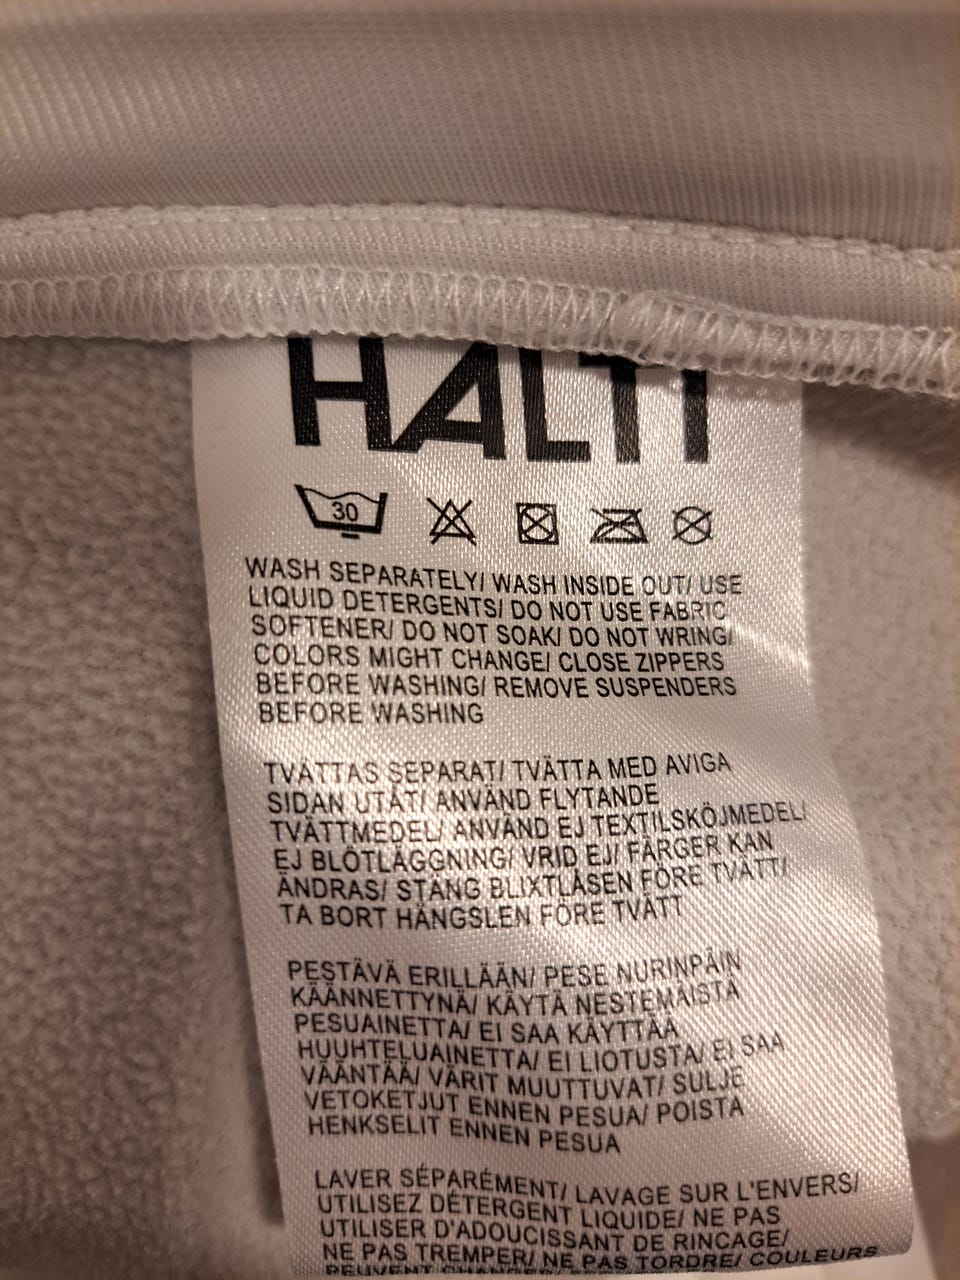 HALTI
30
WASH SEPARATELY/ WASH INSIDE OUT/ USE
LIQUID DETERGENTS/ DO NOT USE FABRIC
SOFTENER/ DO NOT SOAK/ DO NOT WRING/
COLORS MIGHT CHANGE/ CLOSE ZIPPERS
BEFORE WASHING/ REMOVE SUSPENDERS
BEFORE WASHING
TVÄTTAS SEPARAT/ TVÄTTA MED AVIGA
SIDAN UTÅT/ ANVÄND FLYTANDE
TVÄTTMEDEL/ ANVÄND EJ TEXTILSKÖJMEDEL/
EJ BLÖTLÄGGNING/ VRID EJ/ FÄRGER KAN
ÄNDRAS/ STÄNG BLIXTLÅSEN FÖRE TVÄTT/
TA BORT HÄNGSLEN FÖRE TVÄTT
PESTÄVÄ ERILLÄÄN/ PESE NURINPÄIN
KÄÄNNETTYNÄ/ KÄYTÄ NESTEMÄISTÄ
PESUAINETTA/ EI SAA KÄYTTÄÄ
HUUHTELUAINETTA/ EI LIOTUSTA/ EI SAA
VÄÄNTÄÄ/ VÄRIT MUUTTUVAT/ SULJE
VETOKETJUT ENNEN PESUA/ POISTA
HENKSELIT ENNEN PESUA
LAVER SÉPARÉMENT/ LAVAGE SUR L'ENVERS/
UTILISEZ DÉTERGENT LIQUIDE/ NE PAS
UTILISER D'ADOUCISSANT DE RINCAGE/
NE PAS TREMPER/ NE PAS TORDRE/ COULEURS
PEUVENT CHANGER/